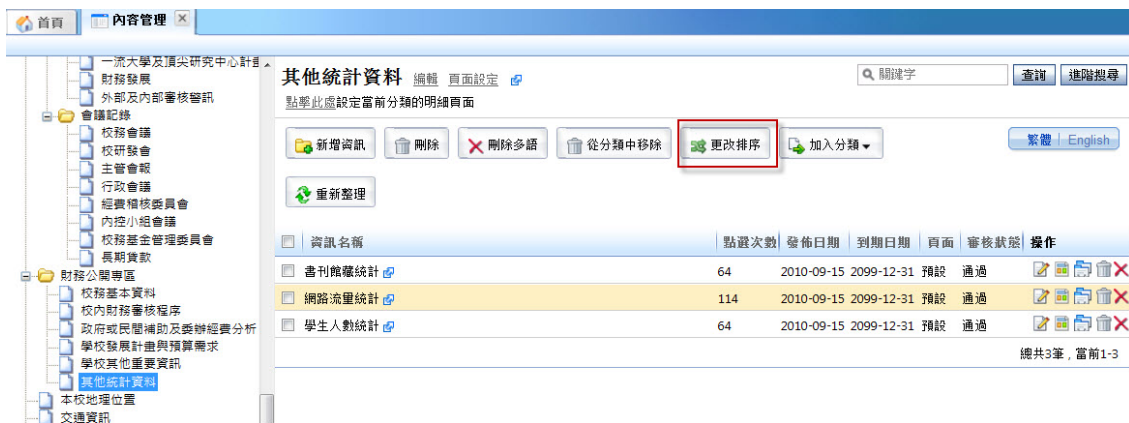 首頁
內容管理
一流大學及頂尖研究中心計畫
財務發展
外部及內部審核警訊
會議記錄
校務會議
校研發會
主管會報
行政會議
經費稽核委員會
內控小組會議
校務基金管理委員會
長期貸款
財務公開專區
校務基本資料
校內財務審核程序
政府或民間補助及委辦經費分析
學校發展計畫與預算需求
學校其他重要資訊
其他統計資料
本校地理位置
交通資訊
其他統計資料 編輯 頁面設定
關鍵字 查詢 進階搜尋
點擊此處設定當前分類的明細頁面
新增資訊 刪除 刪除多語 從分類中移除 更改排序 加入分類
繁體 English
重新整理
資訊名稱 點選次數 發佈日期 到期日期 頁面 審核狀態 操作
書刊館藏統計 64 2010-09-15 2099-12-31 預設 通過
網路流量統計 114 2010-09-15 2099-12-31 預設 通過
學生人數統計 64 2010-09-15 2099-12-31 預設 通過
總共3筆 , 當前1-3